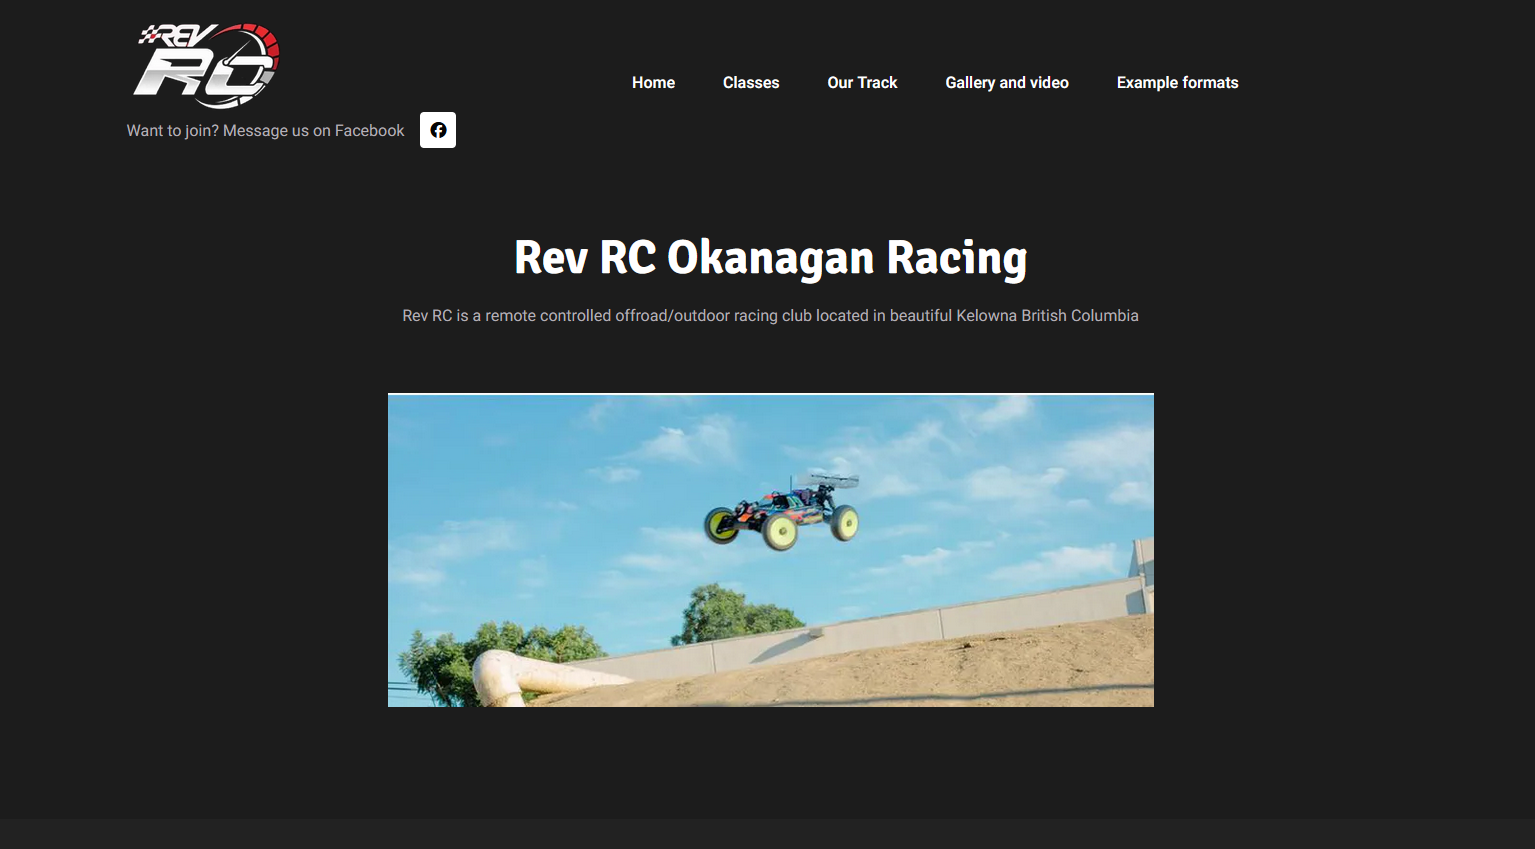 REV
RC
Home Classes Our Track Gallery and video Example formats
Want to join? Message us on Facebook
Rev RC Okanagan Racing
Rev RC is a remote controlled offroad/outdoor racing club located in beautiful Kelowna British Columbia